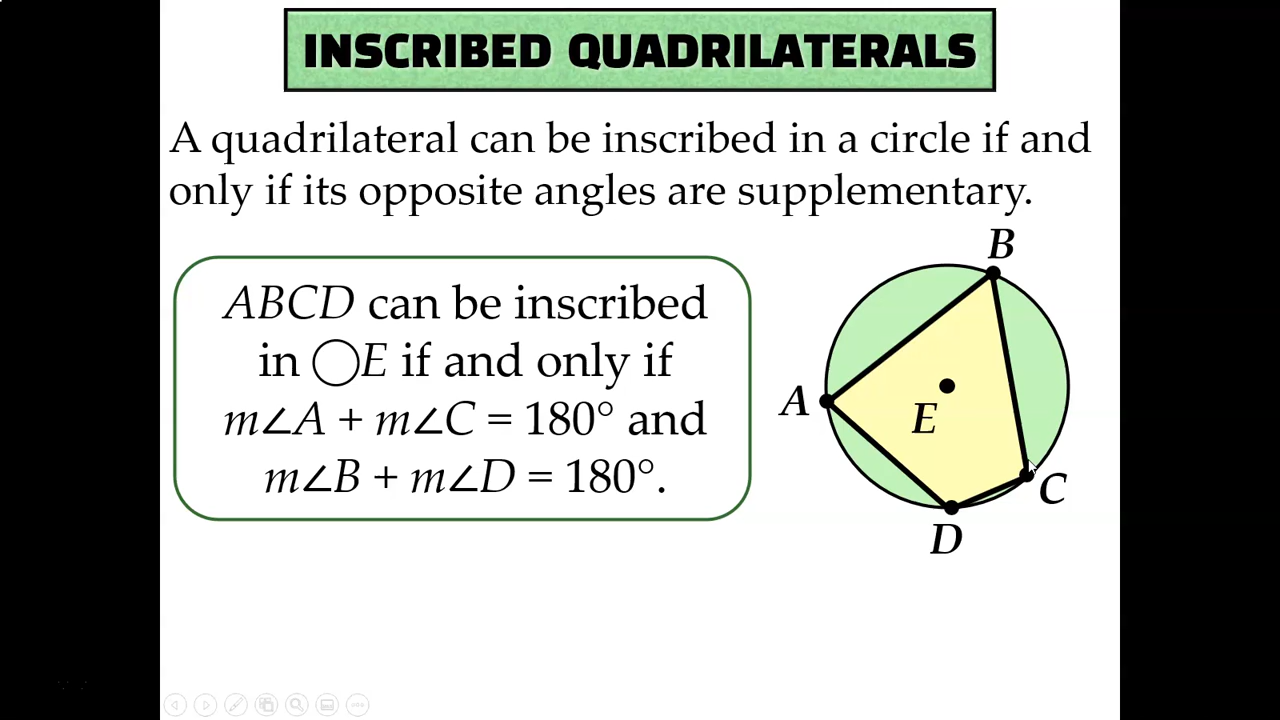 INSCRIBED QUADRILATERALS
A quadrilateral can be inscribed in a circle if and
only if its opposite angles are supplementary.
ABCD can be inscribed
in ◯E if and only if
m∠A + m∠C = 180° and
m∠B + m∠D = 180°.
B
A
E
C
D